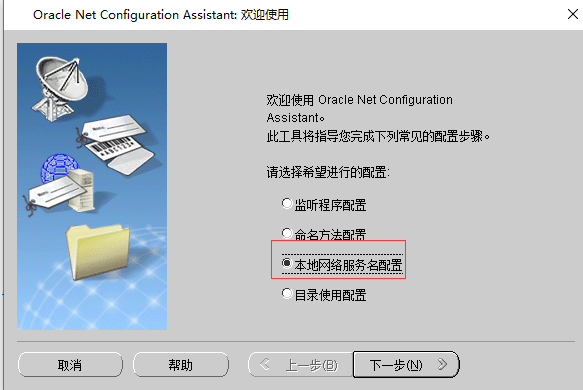 Oracle Net Configuration Assistant: 欢迎使用
欢迎使用 Oracle Net Configuration
Assistant。
此工具将指导您完成下列常见的配置步骤。
请选择希望进行的配置:
监听程序配置
命名方法配置
本地网络服务名配置
目录使用配置
取消
帮助
上一步(B)
下一步(N)